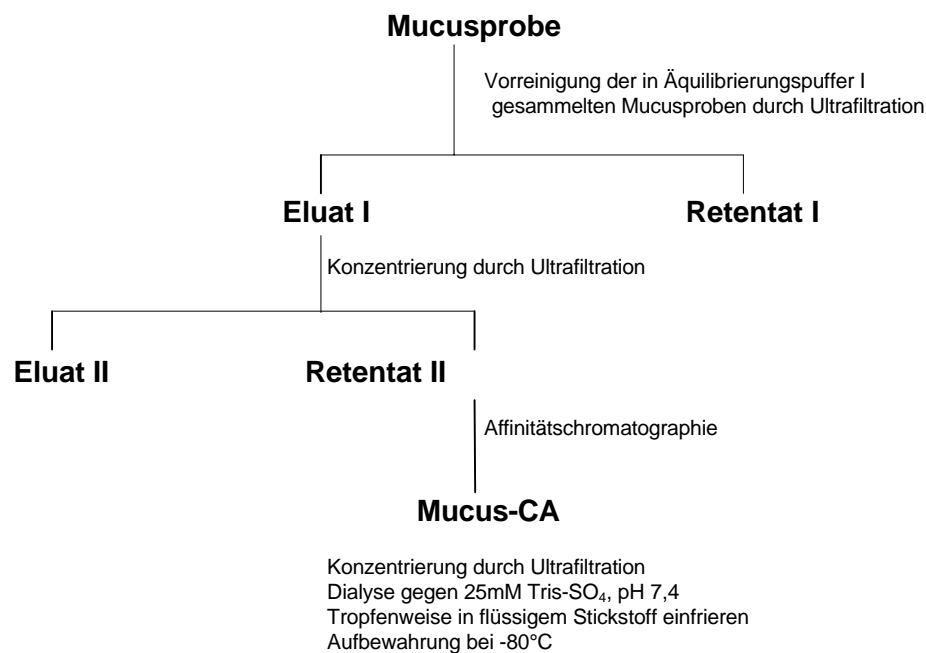 Mucusprobe
Vorreinigung der in Äquilibrierungspuffer I
gesammelten Mucusproben durch Ultrafiltration
Eluat I
Retentat I
Konzentrierung durch Ultrafiltration
Eluat II
Retentat II
Affinitätschromatographie
Mucus-CA
Konzentrierung durch Ultrafiltration
Dialyse gegen 25mM Tris-SO₄, pH 7,4
Tropfenweise in flüssigem Stickstoff einfrieren
Aufbewahrung bei -80°C